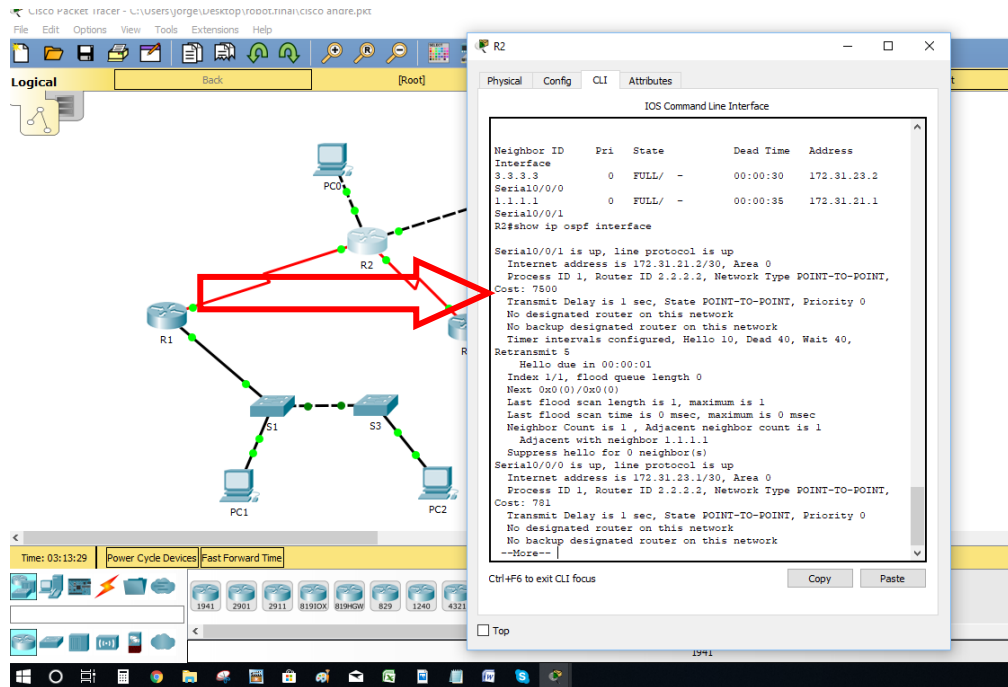 Cisco Packet Tracer - C:\Users\jorge\Desktop\robot.final\cisco andre.pkt
File Edit Options View Tools Extensions Help
Logical
Back
[Root]
PC0
R2
R1
S1
S3
PC1
PC2
Time: 03:13:29
Power Cycle Devices
Fast Forward Time
1941
2901
2911
819IOX
819HGW
829
1240
4321
1941
R2
Physical Config CLI Attributes
IOS Command Line Interface
Neighbor ID Pri State Dead Time Address
Interface
3.3.3.3 0 FULL/ - 00:00:30 172.31.23.2
Serial0/0/0
1.1.1.1 0 FULL/ - 00:00:35 172.31.21.1
Serial0/0/1
R2#show ip ospf interface
Serial0/0/1 is up, line protocol is up
Internet address is 172.31.21.2/30, Area 0
Process ID 1, Router ID 2.2.2.2, Network Type POINT-TO-POINT,
Cost: 7500
Transmit Delay is 1 sec, State POINT-TO-POINT, Priority 0
No designated router on this network
No backup designated router on this network
Timer intervals configured, Hello 10, Dead 40, Wait 40,
Retransmit 5
Hello due in 00:00:01
Index 1/1, flood queue length 0
Next 0x0(0)/0x0(0)
Last flood scan length is 1, maximum is 1
Last flood scan time is 0 msec, maximum is 0 msec
Neighbor Count is 1 , Adjacent neighbor count is 1
Adjacent with neighbor 1.1.1.1
Suppress hello for 0 neighbor(s)
Serial0/0/0 is up, line protocol is up
Internet address is 172.31.23.1/30, Area 0
Process ID 1, Router ID 2.2.2.2, Network Type POINT-TO-POINT,
Cost: 781
Transmit Delay is 1 sec, State POINT-TO-POINT, Priority 0
No designated router on this network
No backup designated router on this network
--More--
Ctrl+F6 to exit CLI focus
Copy
Paste
Top